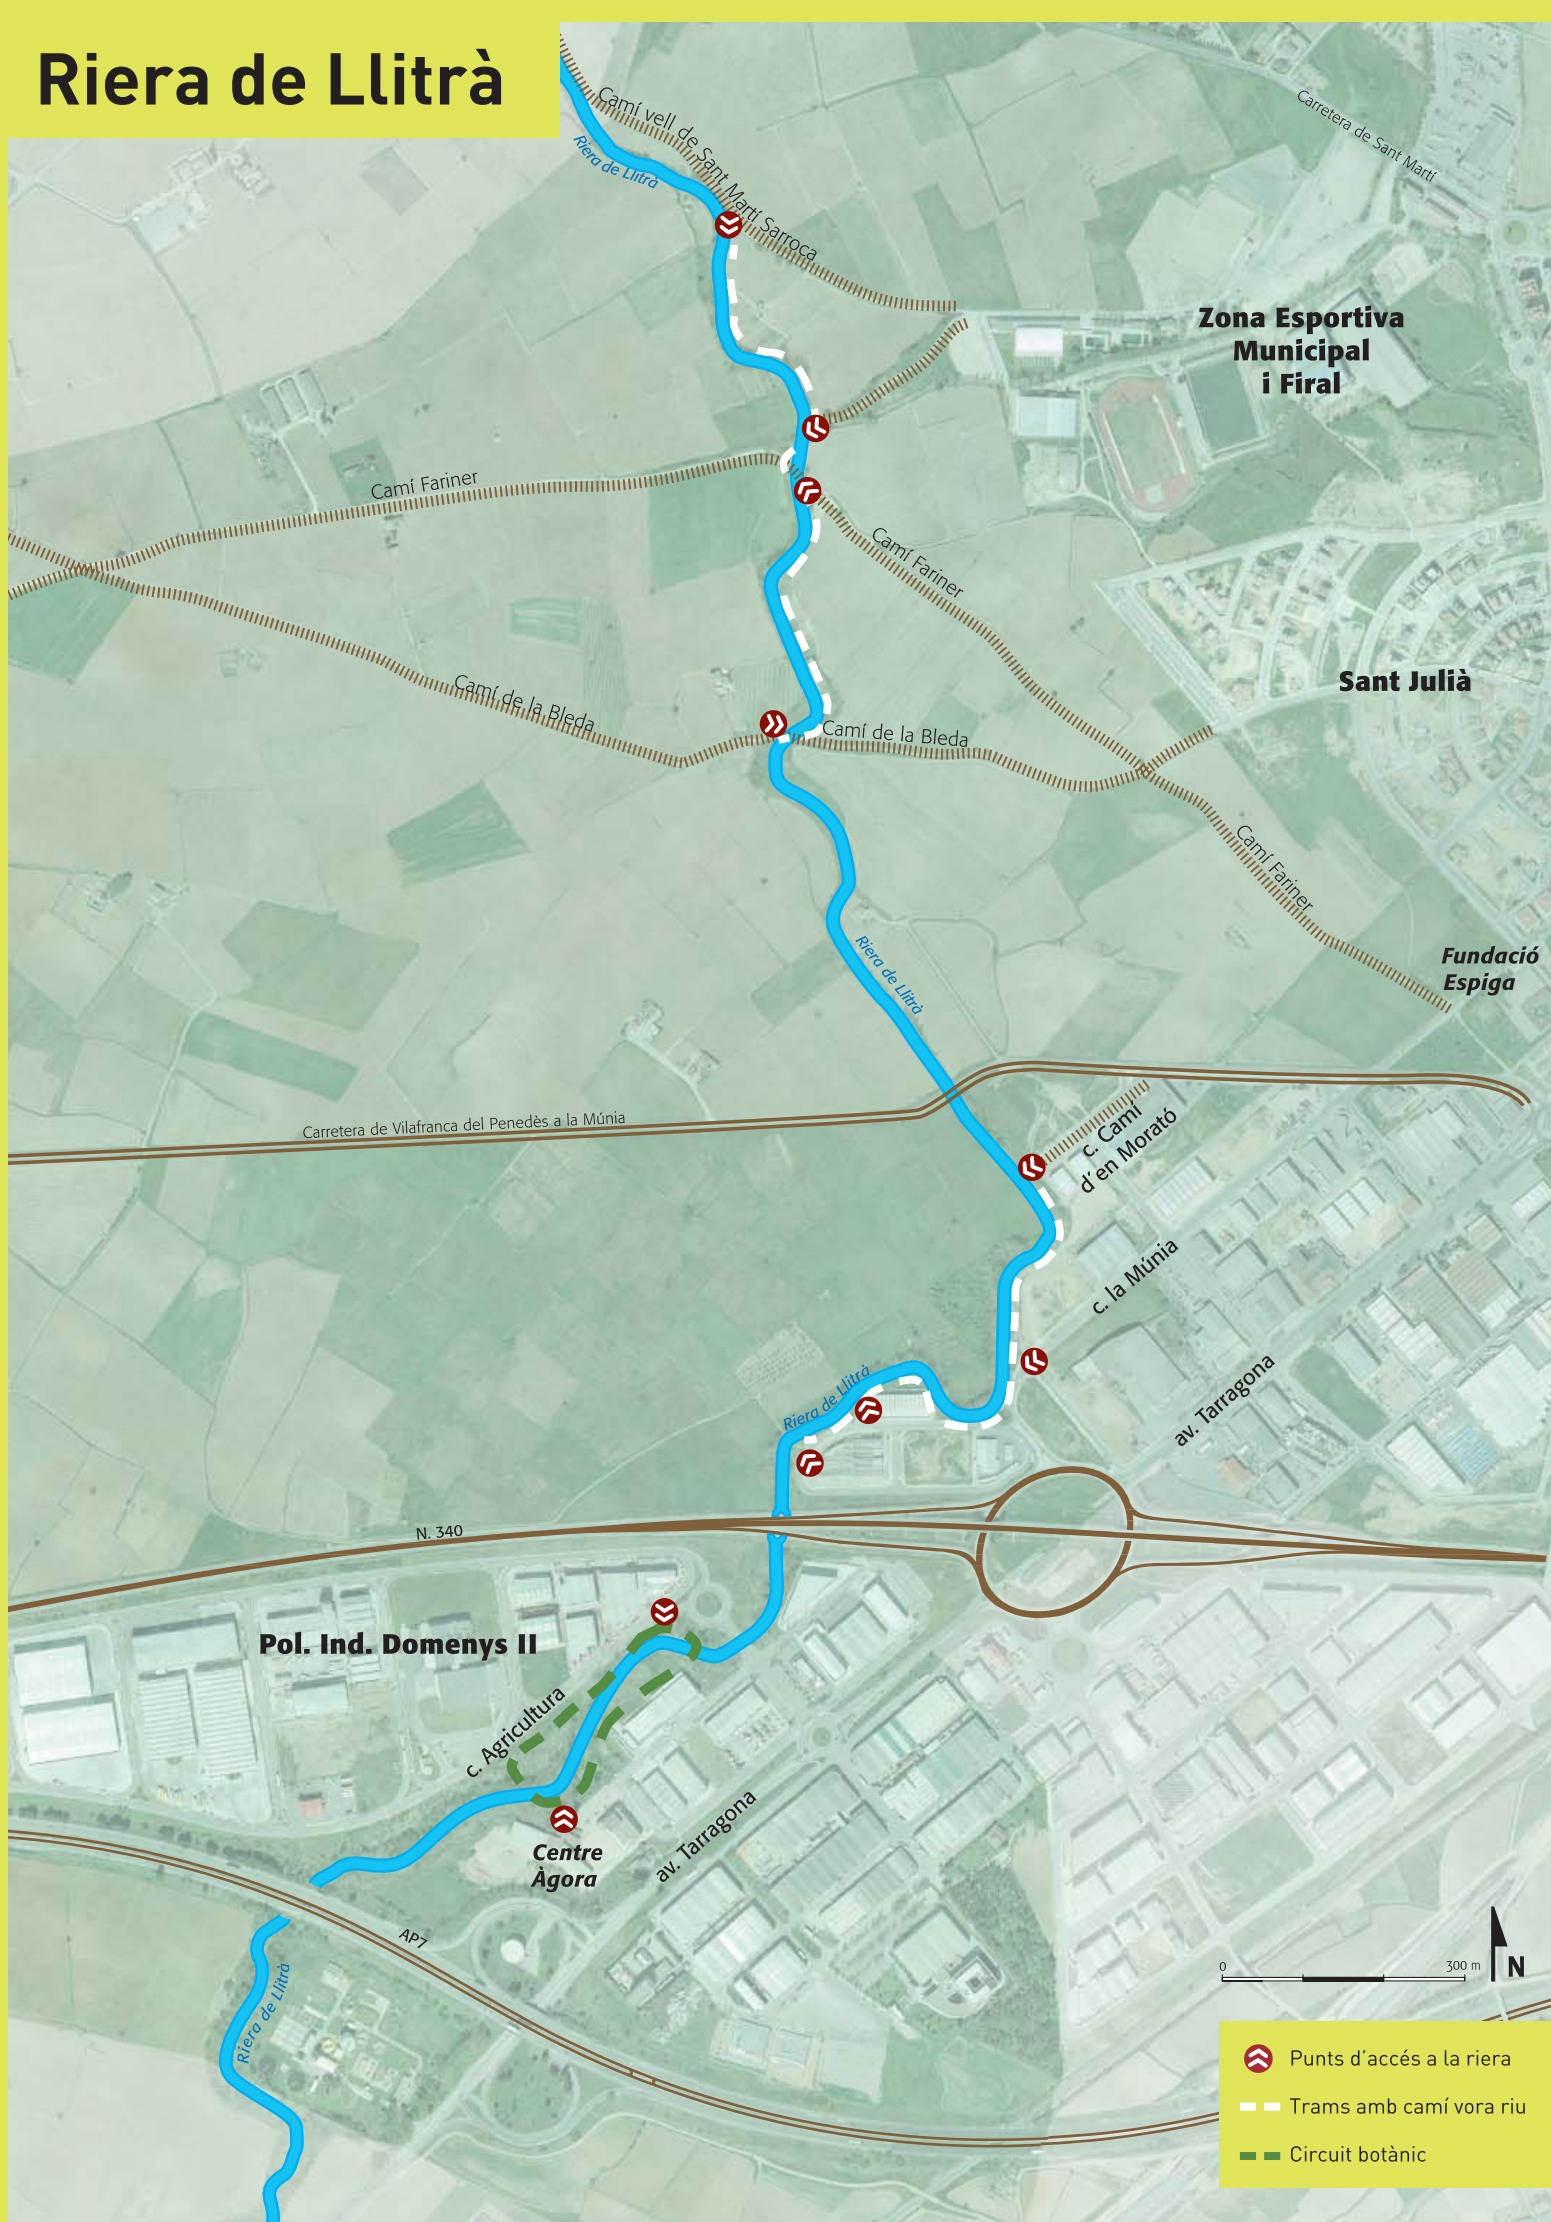 Riera de Llitrà
Camí vell de Sant Martí Sarroca
Riera de Llitrà
Carretera de Sant Martí
Zona Esportiva
Municipal
i Firal
Camí Fariner
Camí Fariner
Sant Julià
Camí de la Bleda
Camí de la Bleda
Camí Fariner
Riera de Llitrà
Fundació
Espiga
Carretera de Vilafranca del Penedès a la Múnia
c. Camí
d'en Morató
c. la Múnia
Riera de Llitrà
av. Tarragona
N. 340
Pol. Ind. Domenys II
c. Agricultura
av. Tarragona
Centre
Àgora
AP7
Riera de Llitrà
0 300 m
N
Punts d'accés a la riera
Trams amb camí vora riu
Circuit botànic